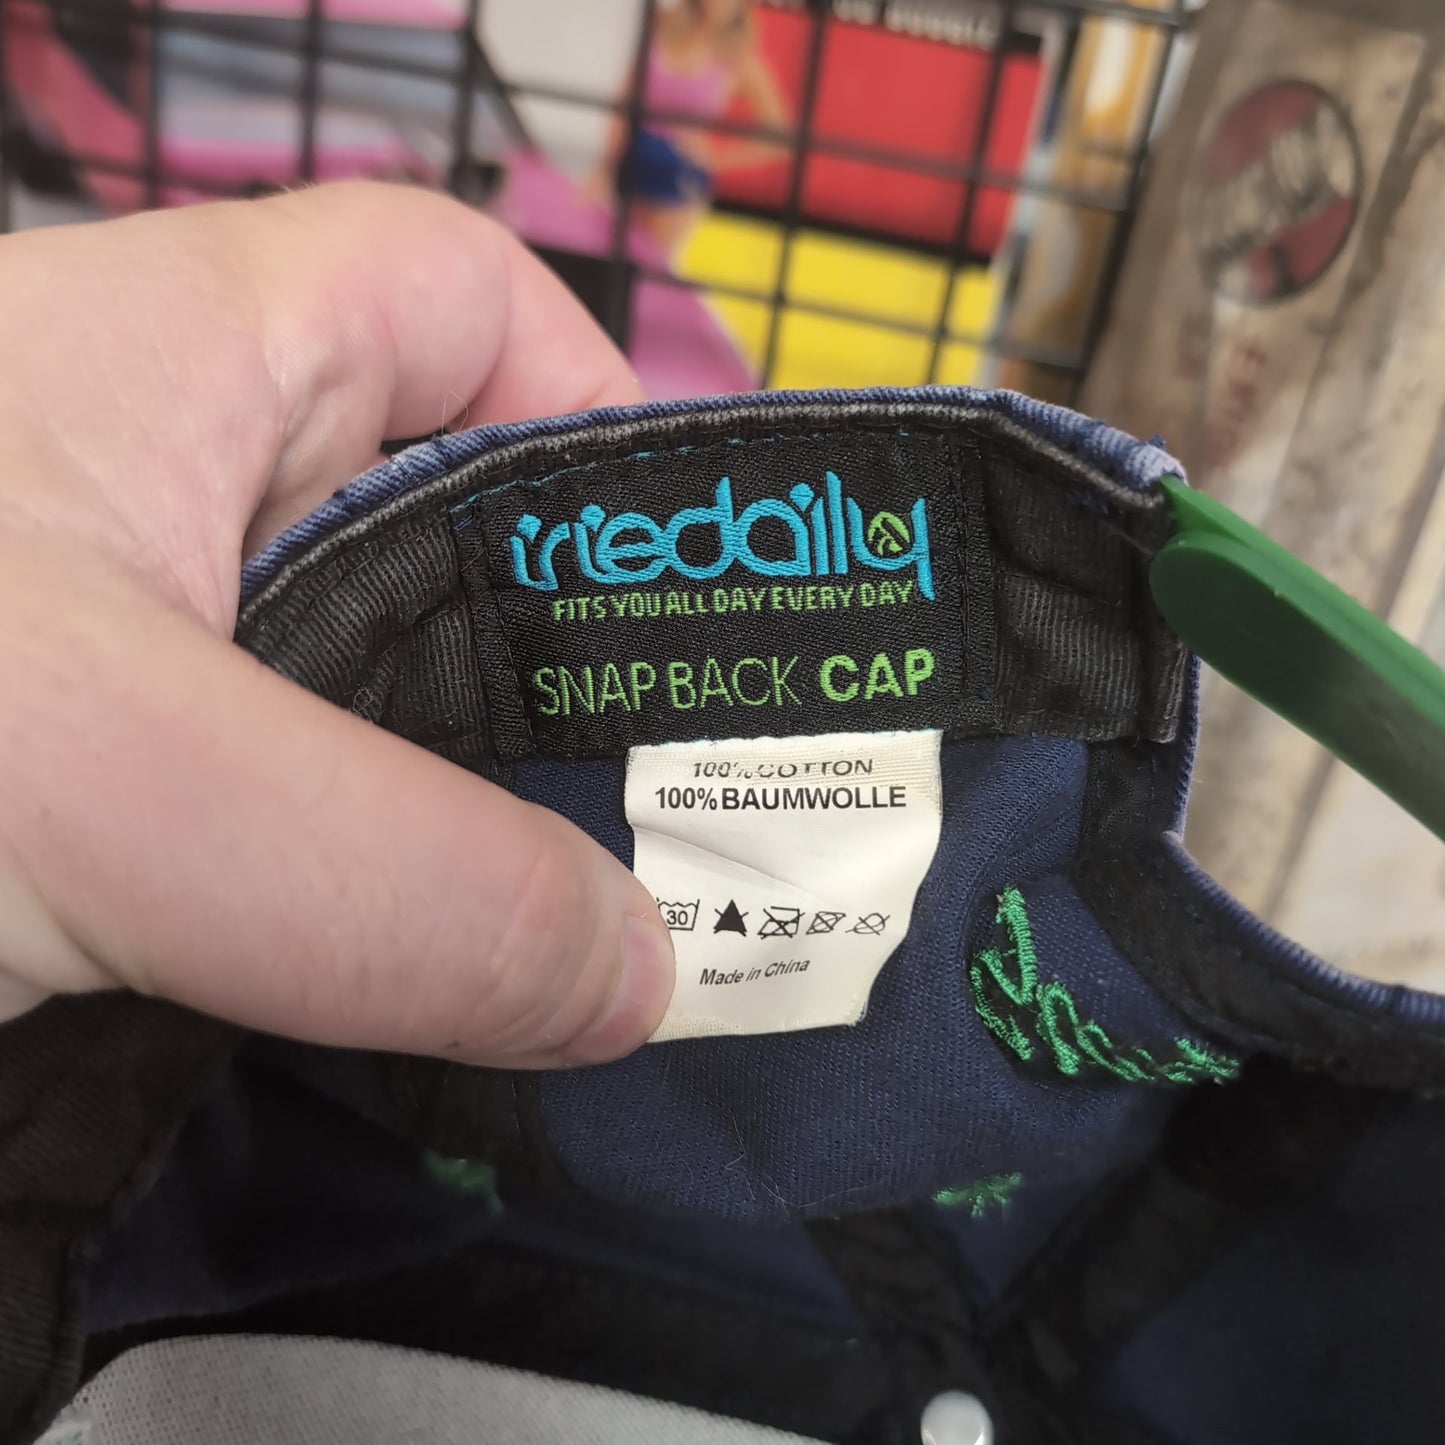 iriedaily
FITS YOU ALL DAY EVERY DAY
SNAP BACK CAP
100% COTTON
100% BAUMWOLLE
30
Made in China